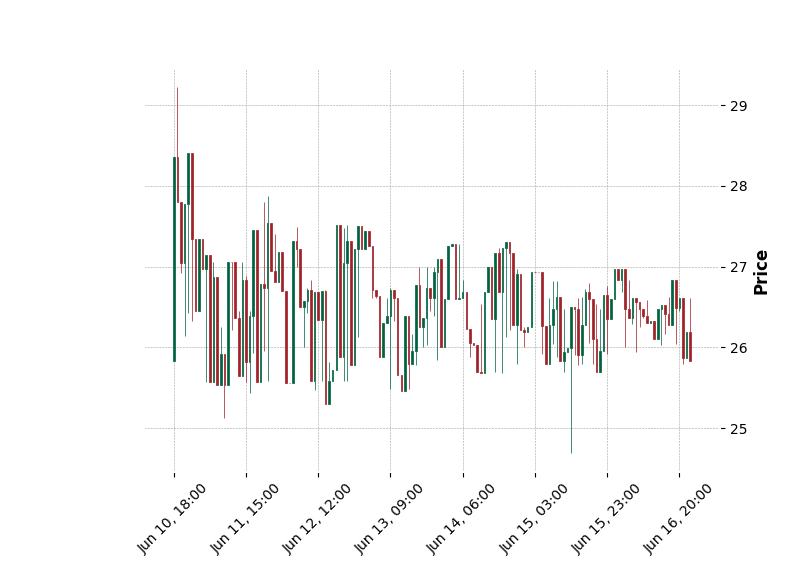 29
28
27
26
25
Price
Jun 10, 18:00
Jun 11, 15:00
Jun 12, 12:00
Jun 13, 09:00
Jun 14, 06:00
Jun 15, 03:00
Jun 15, 23:00
Jun 16, 20:00